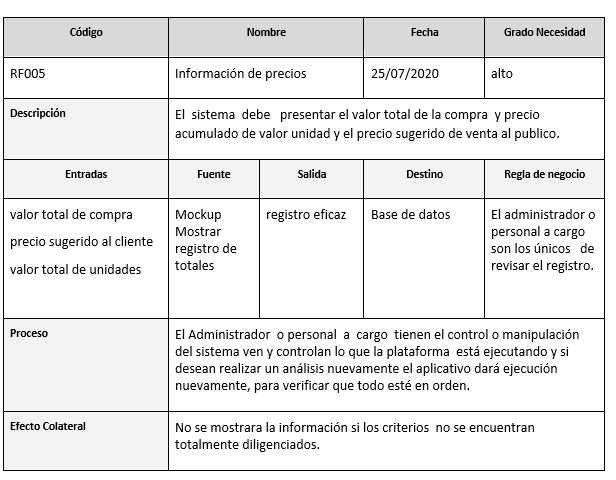 Código Nombre Fecha Grado Necesidad
RF005 Información de precios 25/07/2020 alto
Descripción
El sistema debe presentar el valor total de la compra y precio
acumulado de valor unidad y el precio sugerido de venta al publico.
Entradas Fuente Salida Destino Regla de negocio
valor total de compra
precio sugerido al cliente
valor total de unidades
Mockup
Mostrar
registro de
totales
registro eficaz
Base de datos
El administrador o
personal a cargo
son los únicos de
revisar el registro.
Proceso
El Administrador o personal a cargo tienen el control o manipulación
del sistema ven y controlan lo que la plataforma está ejecutando y si
desean realizar un análisis nuevamente el aplicativo dará ejecución
nuevamente, para verificar que todo esté en orden.
Efecto Colateral
No se mostrara la información si los criterios no se encuentran
totalmente diligenciados.